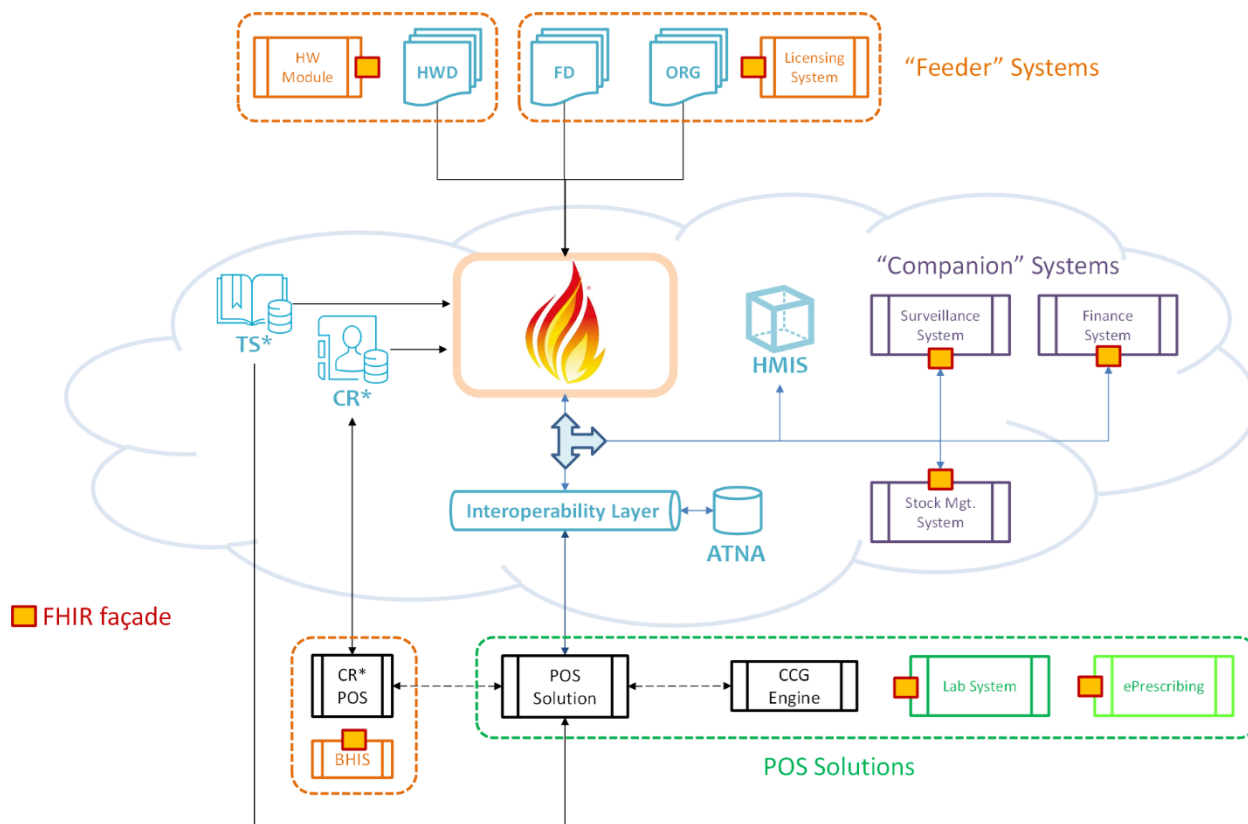 HW
Module
HWD
FD
ORG
Licensing
System
“Feeder” Systems
“Companion” Systems
TS*
CR*
HMIS
Surveillance
System
Finance
System
Interoperability Layer
ATNA
Stock Mgt.
System
FHIR façade
CR*
POS
BHIS
POS
Solution
CCG
Engine
Lab System
ePrescribing
POS Solutions